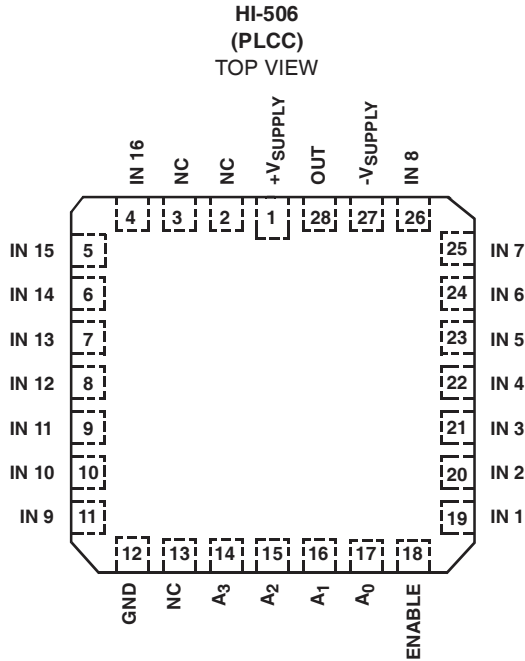 HI-506
(PLCC)
TOP VIEW
IN 16
NC
NC
+VSUPPLY
OUT
-VSUPPLY
IN 8
4
3
2
1
28
27
26
IN 15
5
25
IN 7
IN 14
6
24
IN 6
IN 13
7
23
IN 5
IN 12
8
22
IN 4
IN 11
9
21
IN 3
IN 10
10
20
IN 2
IN 9
11
19
IN 1
12
13
14
15
16
17
18
GND
NC
A3
A2
A1
A0
ENABLE